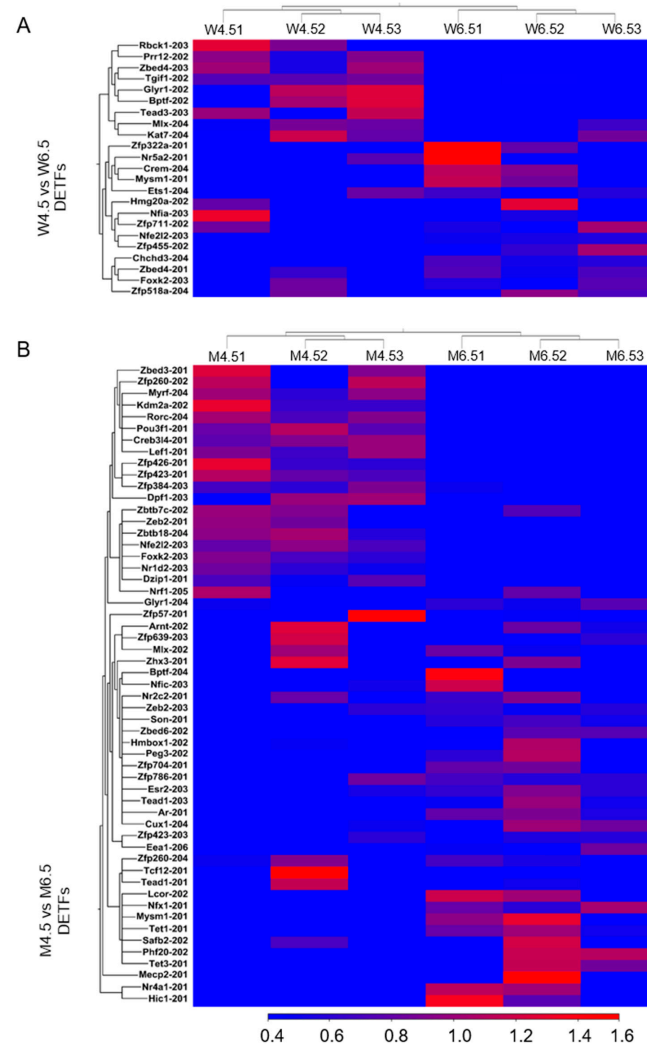 A
W4.51 W4.52 W4.53 W6.51 W6.52 W6.53
W4.5 vs W6.5
DETFs
Rbck1-203
Prr12-202
Zbed4-203
Tgif1-202
Glyr1-202
Bptf-202
Tead3-203
Mlx-204
Kat7-204
Zfp322a-201
Nr5a2-201
Crem-204
Mysm1-201
Ets1-204
Hmg20a-202
Nfia-203
Zfp711-202
Nfe2l2-203
Zfp455-202
Chchd3-204
Zbed4-201
Foxk2-203
Zfp518a-204
B
M4.51 M4.52 M4.53 M6.51 M6.52 M6.53
M4.5 vs M6.5
DETFs
Zbed3-201
Zfp260-202
Myrf-204
Kdm2a-202
Rorc-204
Pou3f1-201
Creb3l4-201
Lef1-201
Zfp426-201
Zfp423-201
Zfp384-203
Dpf1-203
Zbtb7c-202
Zeb2-201
Zbtb18-204
Nfe2l2-203
Foxk2-203
Nr1d2-203
Dzip1-201
Nrf1-205
Glyr1-204
Zfp57-201
Arnt-202
Zfp639-203
Mlx-202
Zhx3-201
Bptf-204
Nfic-203
Nr2c2-201
Zeb2-203
Son-201
Zbed6-202
Hmbox1-202
Peg3-202
Zfp704-201
Zfp786-201
Esr2-203
Tead1-203
Ar-201
Cux1-204
Zfp423-203
Eea1-206
Zfp260-204
Tcf12-201
Tead1-201
Lcor-202
Nfx1-201
Mysm1-201
Tet1-201
Safb2-202
Phf20-202
Tet3-201
Mecp2-201
Nr4a1-201
Hic1-201
0.4 0.6 0.8 1.0 1.2 1.4 1.6